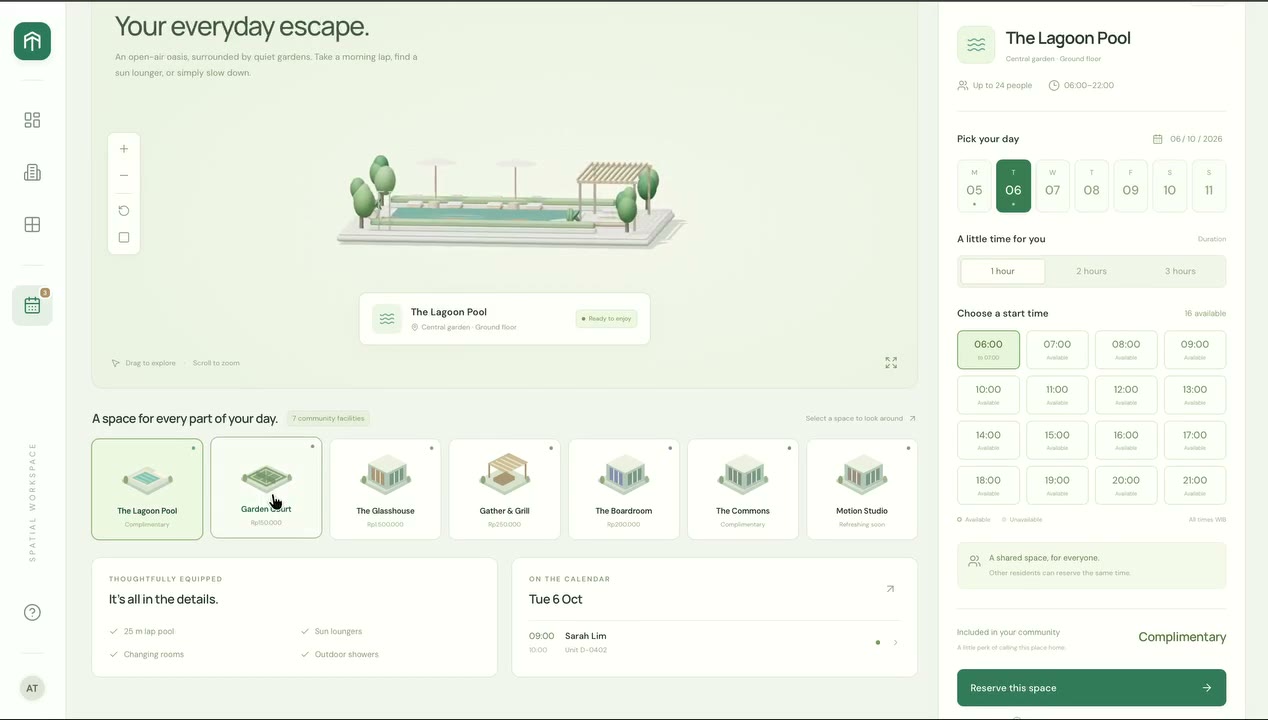 Your everyday escape.
An open-air oasis, surrounded by quiet gardens. Take a morning lap, find a
sun lounger, or simply slow down.
The Lagoon Pool
Central garden · Ground floor
Ready to enjoy
Drag to explore · Scroll to zoom
A space for every part of your day.
7 community facilities
Select a space to look around
The Lagoon Pool
Complimentary
Garden Court
Rp150.000
The Glasshouse
Rp1.500.000
Gather & Grill
Rp250.000
The Boardroom
Rp200.000
The Commons
Complimentary
Motion Studio
Refreshing soon
THOUGHTFULLY EQUIPPED
It's all in the details.
25 m lap pool
Sun loungers
Changing rooms
Outdoor showers
ON THE CALENDAR
Tue 6 Oct
09:00 Sarah Lim
10:00 Unit D-0402
3
SPATIAL WORKSPACE
AT
The Lagoon Pool
Central garden · Ground floor
Up to 24 people
06:00–22:00
Pick your day
06 / 10 / 2026
M T W T F S S
05 06 07 08 09 10 11
A little time for you
Duration
1 hour 2 hours 3 hours
Choose a start time
16 available
06:00 07:00 08:00 09:00
to 07:00 Available Available Available
10:00 11:00 12:00 13:00
Available Available Available Available
14:00 15:00 16:00 17:00
Available Available Available Available
18:00 19:00 20:00 21:00
Available Available Available Available
Available Unavailable All times WIB
A shared space, for everyone.
Other residents can reserve the same time.
Included in your community
A little perk of calling this place home.
Complimentary
Reserve this space